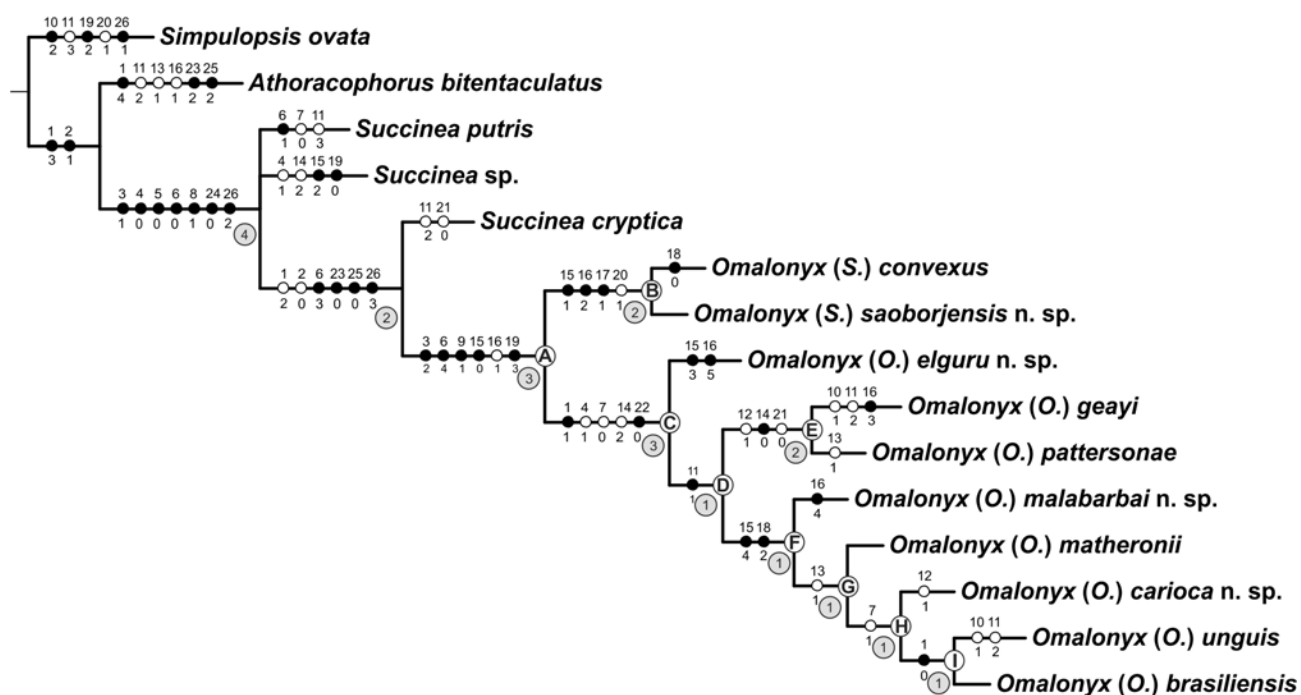 10 11 19 20 26
Simpulopsis ovata
2 3 2 1 1
1 11 13 16 23 25
Athoracophorus bitentaculatus
4 2 1 1 2 2
6 7 11
Succinea putris
1 0 3
1 2
3 1
4 14 15 19
Succinea sp.
1 2 2 0
3 4 5 6 8 24 26
1 0 0 0 1 0 2
4
11 21
Succinea cryptica
2 0
18
Omalonyx (S.) convexus
0
1 2 6 23 25 26
2 0 3 0 0 3
2
15 16 17 20
B
1 2 1 1
2
Omalonyx (S.) saoborjensis n. sp.
3 6 9 15 16 19
A
2 4 1 0 1 3
3
15 16
Omalonyx (O.) elguru n. sp.
3 5
1 4 7 14 22
C
1 1 0 2 0
3
10 11 16
Omalonyx (O.) geayi
1 2 3
12 14 21
E
1 0 0
2
13
Omalonyx (O.) pattersonae
1
11
D
1
1
16
Omalonyx (O.) malabarbai n. sp.
4
15 18
F
4 2
1
Omalonyx (O.) matheronii
13
G
1
1
12
Omalonyx (O.) carioca n. sp.
1
7
H
1
1
10 11
Omalonyx (O.) unguis
1 2
1
I
0
1
Omalonyx (O.) brasiliensis